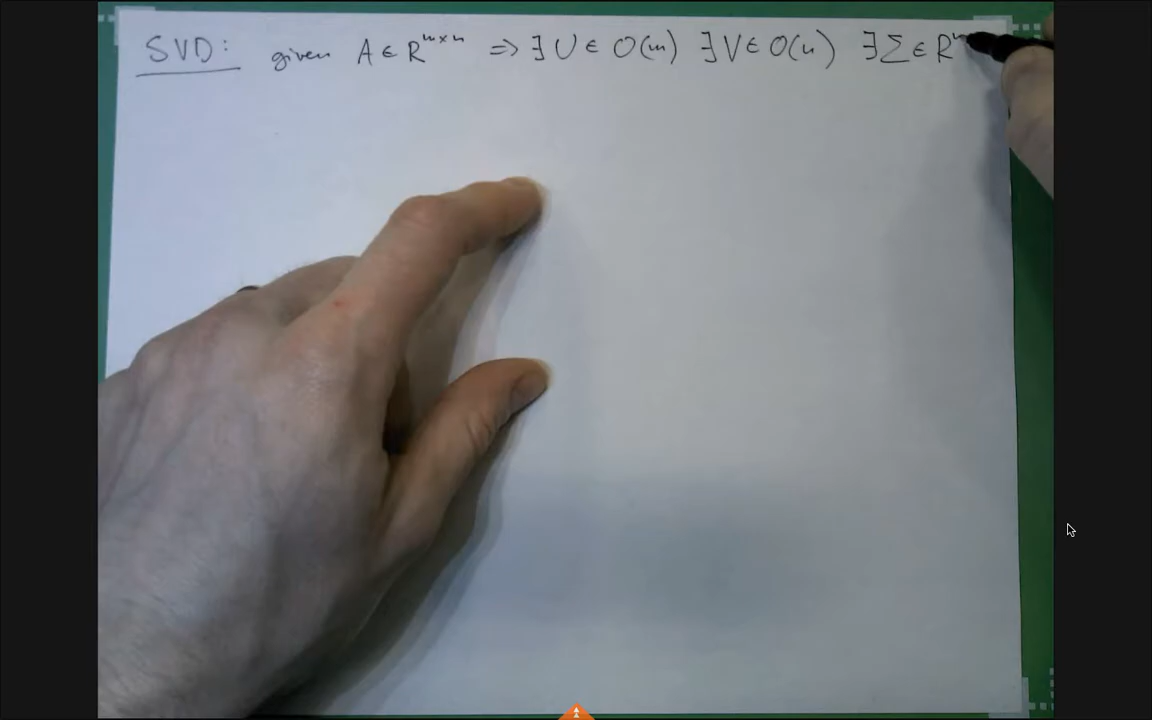 SVD: given A ∈ R^{m×n} ⇒ ∃ U ∈ O(m) ∃ V ∈ O(n) ∃ Σ ∈ R^m